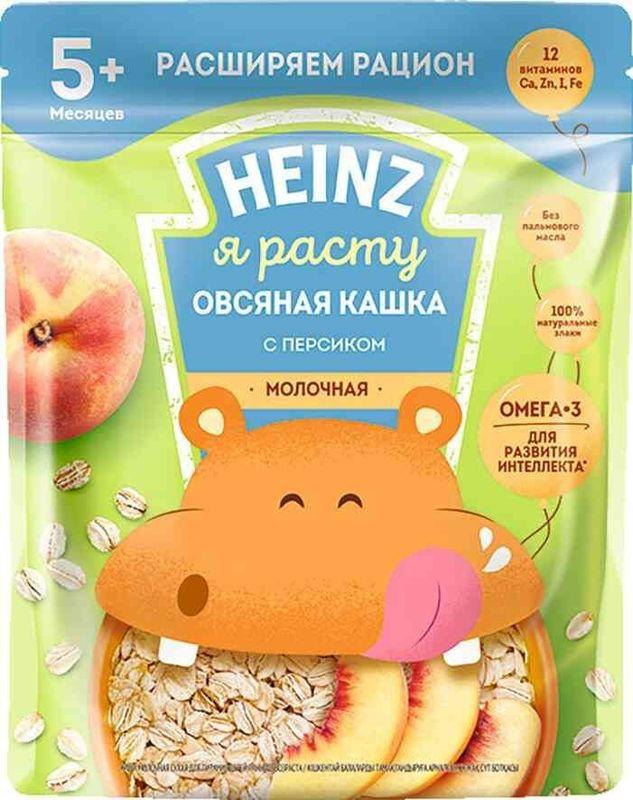 5+
Месяцев
РАСШИРЯЕМ РАЦИОН
12
витаминов
Ca, Zn, I, Fe
HEINZ
я расту
ОВСЯНАЯ КАШКА
С ПЕРСИКОМ
· МОЛОЧНАЯ ·
Без
пальмового
масла
100%
натуральные
злаки
ОМЕГА•3
ДЛЯ
РАЗВИТИЯ
ИНТЕЛЛЕКТА*